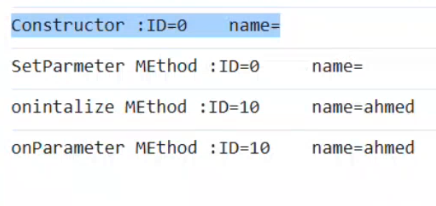 Constructor :ID=0    name=
SetParmeter MEthod :ID=0     name=
onintalize MEthod :ID=10     name=ahmed
onParameter MEthod :ID=10    name=ahmed